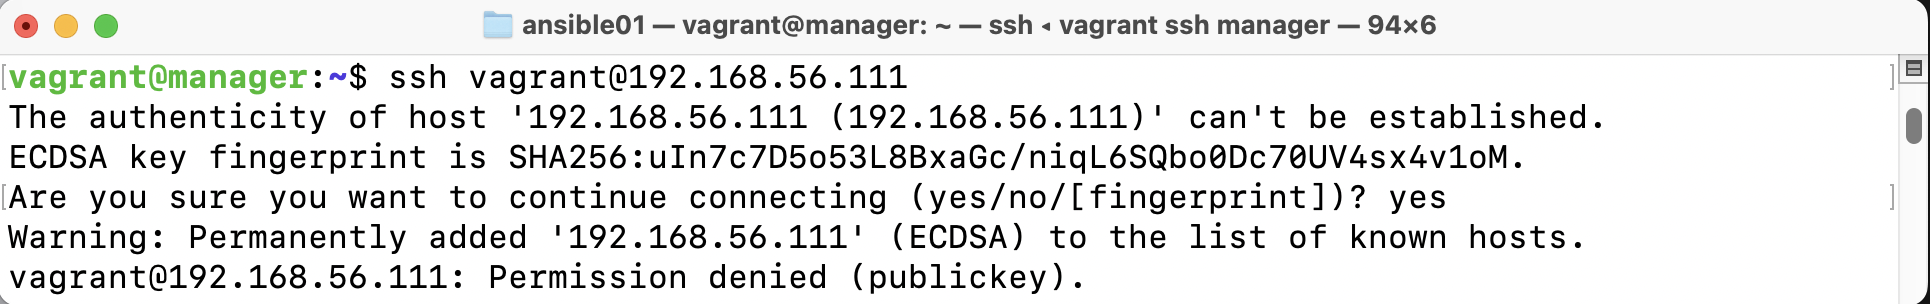 ansible01 — vagrant@manager: ~ — ssh ◂ vagrant ssh manager — 94×6
vagrant@manager:~$ ssh vagrant@192.168.56.111
The authenticity of host '192.168.56.111 (192.168.56.111)' can't be established.
ECDSA key fingerprint is SHA256:uIn7c7D5o53L8BxaGc/niqL6SQbo0Dc70UV4sx4v1oM.
Are you sure you want to continue connecting (yes/no/[fingerprint])? yes
Warning: Permanently added '192.168.56.111' (ECDSA) to the list of known hosts.
vagrant@192.168.56.111: Permission denied (publickey).